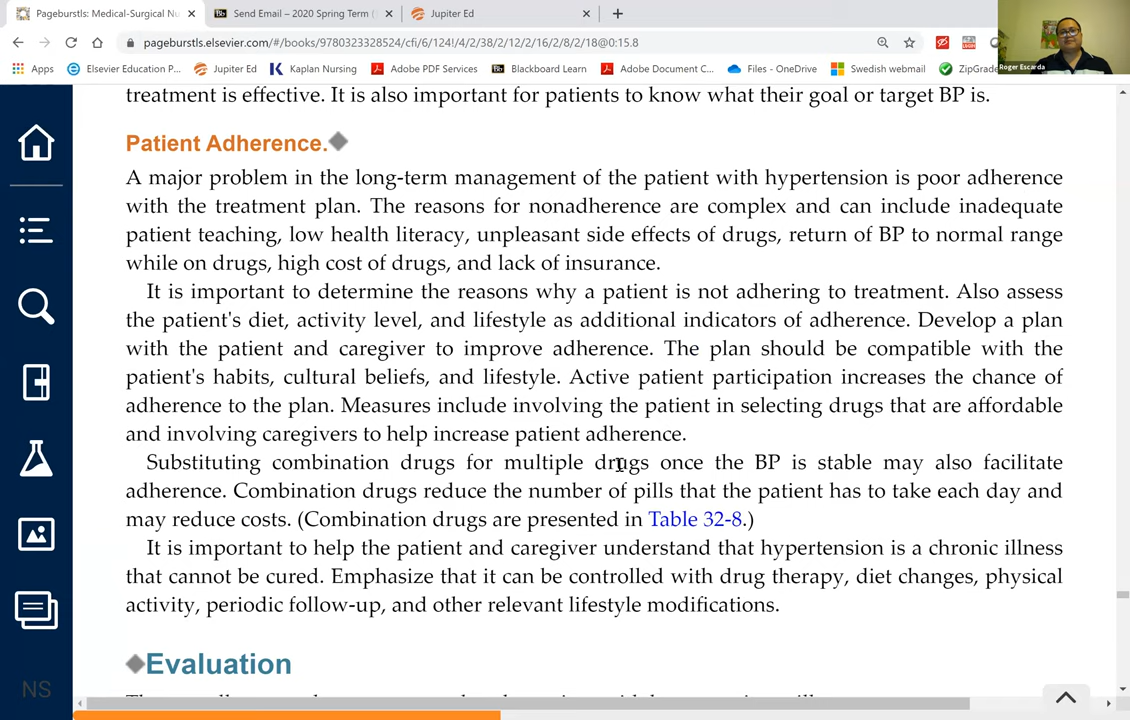 Pageburstls: Medical-Surgical Nu
Send Email – 2020 Spring Term (
Jupiter Ed
pageburstls.elsevier.com/#/books/9780323328524/cfi/6/124!/4/2/38/2/12/2/16/2/8/2/18@0:15.8
Apps
Elsevier Education P...
Jupiter Ed
Kaplan Nursing
Adobe PDF Services
Blackboard Learn
Adobe Document C...
Files - OneDrive
Swedish webmail
ZipGrade
Roger Escarda
treatment is effective. It is also important for patients to know what their goal or target BP is.
Patient Adherence.
A major problem in the long-term management of the patient with hypertension is poor adherence
with the treatment plan. The reasons for nonadherence are complex and can include inadequate
patient teaching, low health literacy, unpleasant side effects of drugs, return of BP to normal range
while on drugs, high cost of drugs, and lack of insurance.
It is important to determine the reasons why a patient is not adhering to treatment. Also assess
the patient's diet, activity level, and lifestyle as additional indicators of adherence. Develop a plan
with the patient and caregiver to improve adherence. The plan should be compatible with the
patient's habits, cultural beliefs, and lifestyle. Active patient participation increases the chance of
adherence to the plan. Measures include involving the patient in selecting drugs that are affordable
and involving caregivers to help increase patient adherence.
Substituting combination drugs for multiple drugs once the BP is stable may also facilitate
adherence. Combination drugs reduce the number of pills that the patient has to take each day and
may reduce costs. (Combination drugs are presented in Table 32-8.)
It is important to help the patient and caregiver understand that hypertension is a chronic illness
that cannot be cured. Emphasize that it can be controlled with drug therapy, diet changes, physical
activity, periodic follow-up, and other relevant lifestyle modifications.
Evaluation
NS